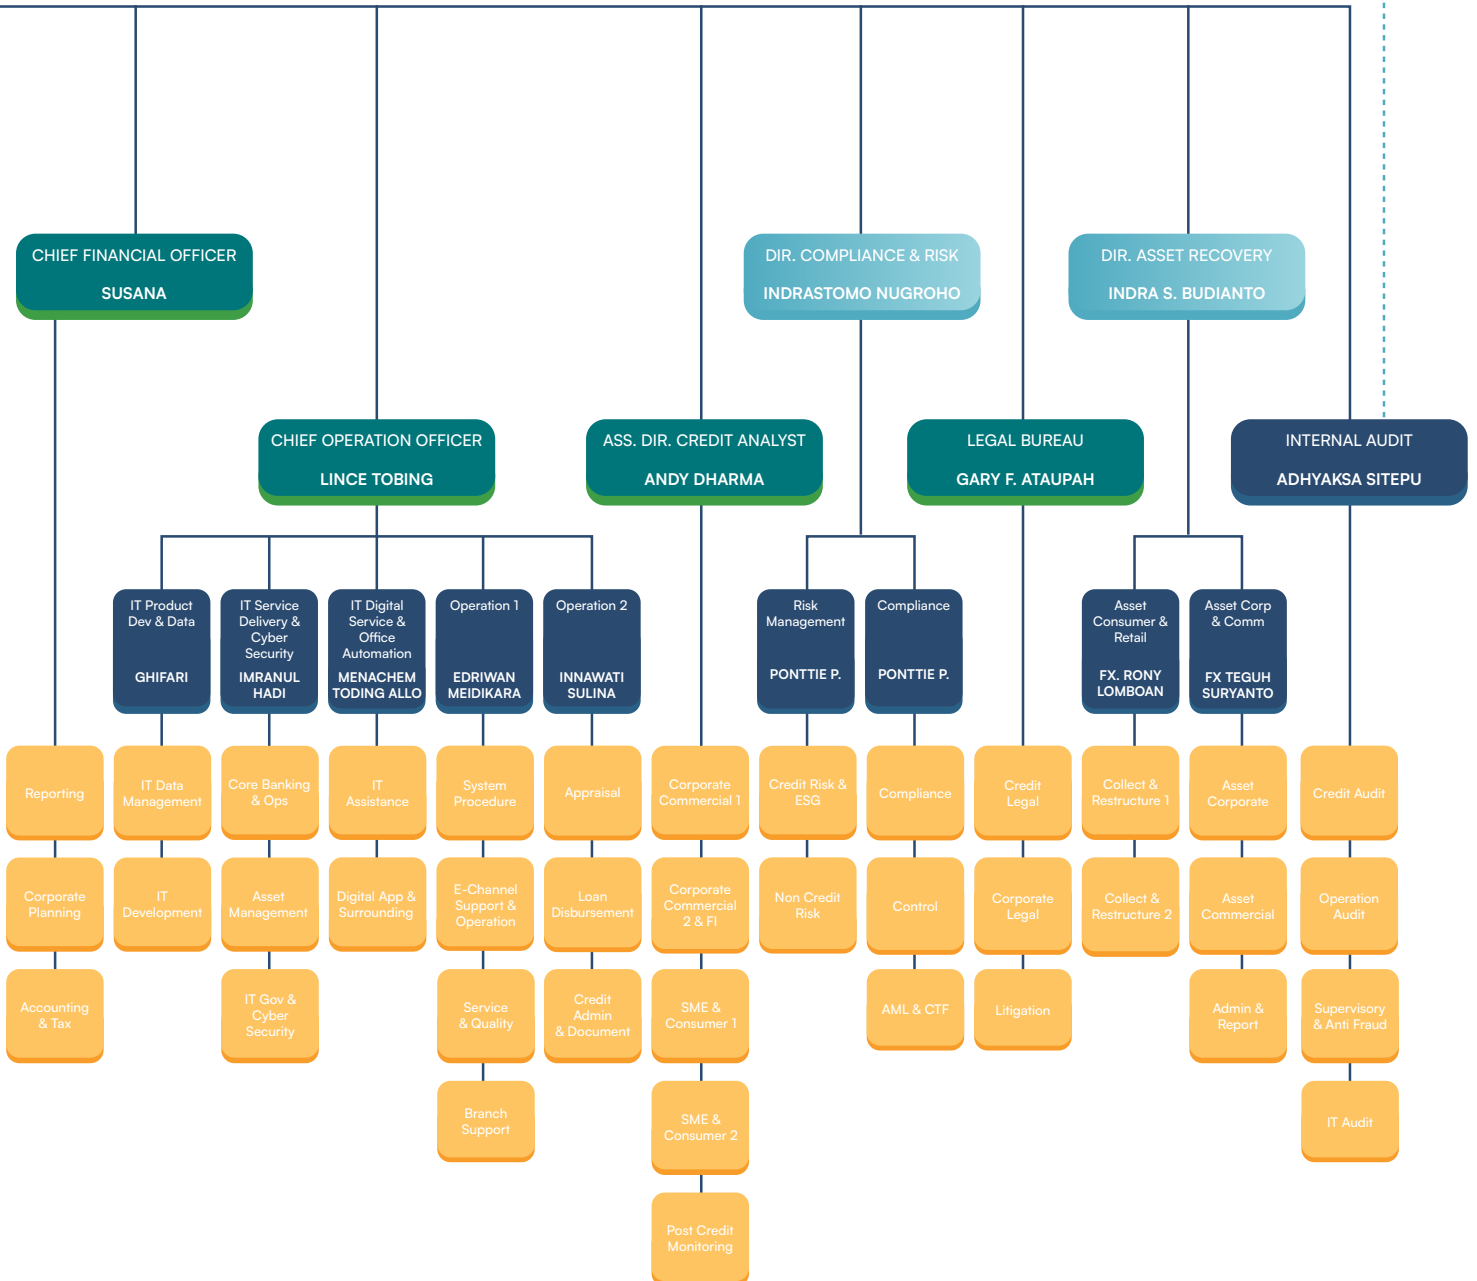 CHIEF FINANCIAL OFFICER
SUSANA
DIR. COMPLIANCE & RISK
INDRASTOMO NUGROHO
DIR. ASSET RECOVERY
INDRA S. BUDIANTO
CHIEF OPERATION OFFICER
LINCE TOBING
ASS. DIR. CREDIT ANALYST
ANDY DHARMA
LEGAL BUREAU
GARY F. ATAUPAH
INTERNAL AUDIT
ADHYAKSA SITEPU
IT Product
Dev & Data
GHIFARI
IT Service
Delivery &
Cyber
Security
IMRANUL
HADI
IT Digital
Service &
Office
Automation
MENACHEM
TODING ALLO
Operation 1
EDRIWAN
MEIDIKARA
Operation 2
INNAWATI
SULINA
Risk
Management
PONTTIE P.
Compliance
PONTTIE P.
Asset
Consumer &
Retail
FX. RONY
LOMBOAN
Asset Corp
& Comm
FX TEGUH
SURYANTO
Reporting
IT Data
Management
Core Banking
& Ops
IT
Assistance
System
Procedure
Appraisal
Corporate
Commercial 1
Credit Risk &
ESG
Compliance
Credit
Legal
Collect &
Restructure 1
Asset
Corporate
Credit Audit
Corporate
Planning
IT
Development
Asset
Management
Digital App &
Surrounding
E-Channel
Support &
Operation
Loan
Disbursement
Corporate
Commercial
2 & FI
Non Credit
Risk
Control
Corporate
Legal
Collect &
Restructure 2
Asset
Commercial
Operation
Audit
Accounting
& Tax
IT Gov &
Cyber
Security
Service
& Quality
Credit
Admin
& Document
SME &
Consumer 1
AML & CTF
Litigation
Admin &
Report
Supervisory
& Anti Fraud
Branch
Support
SME &
Consumer 2
IT Audit
Post Credit
Monitoring